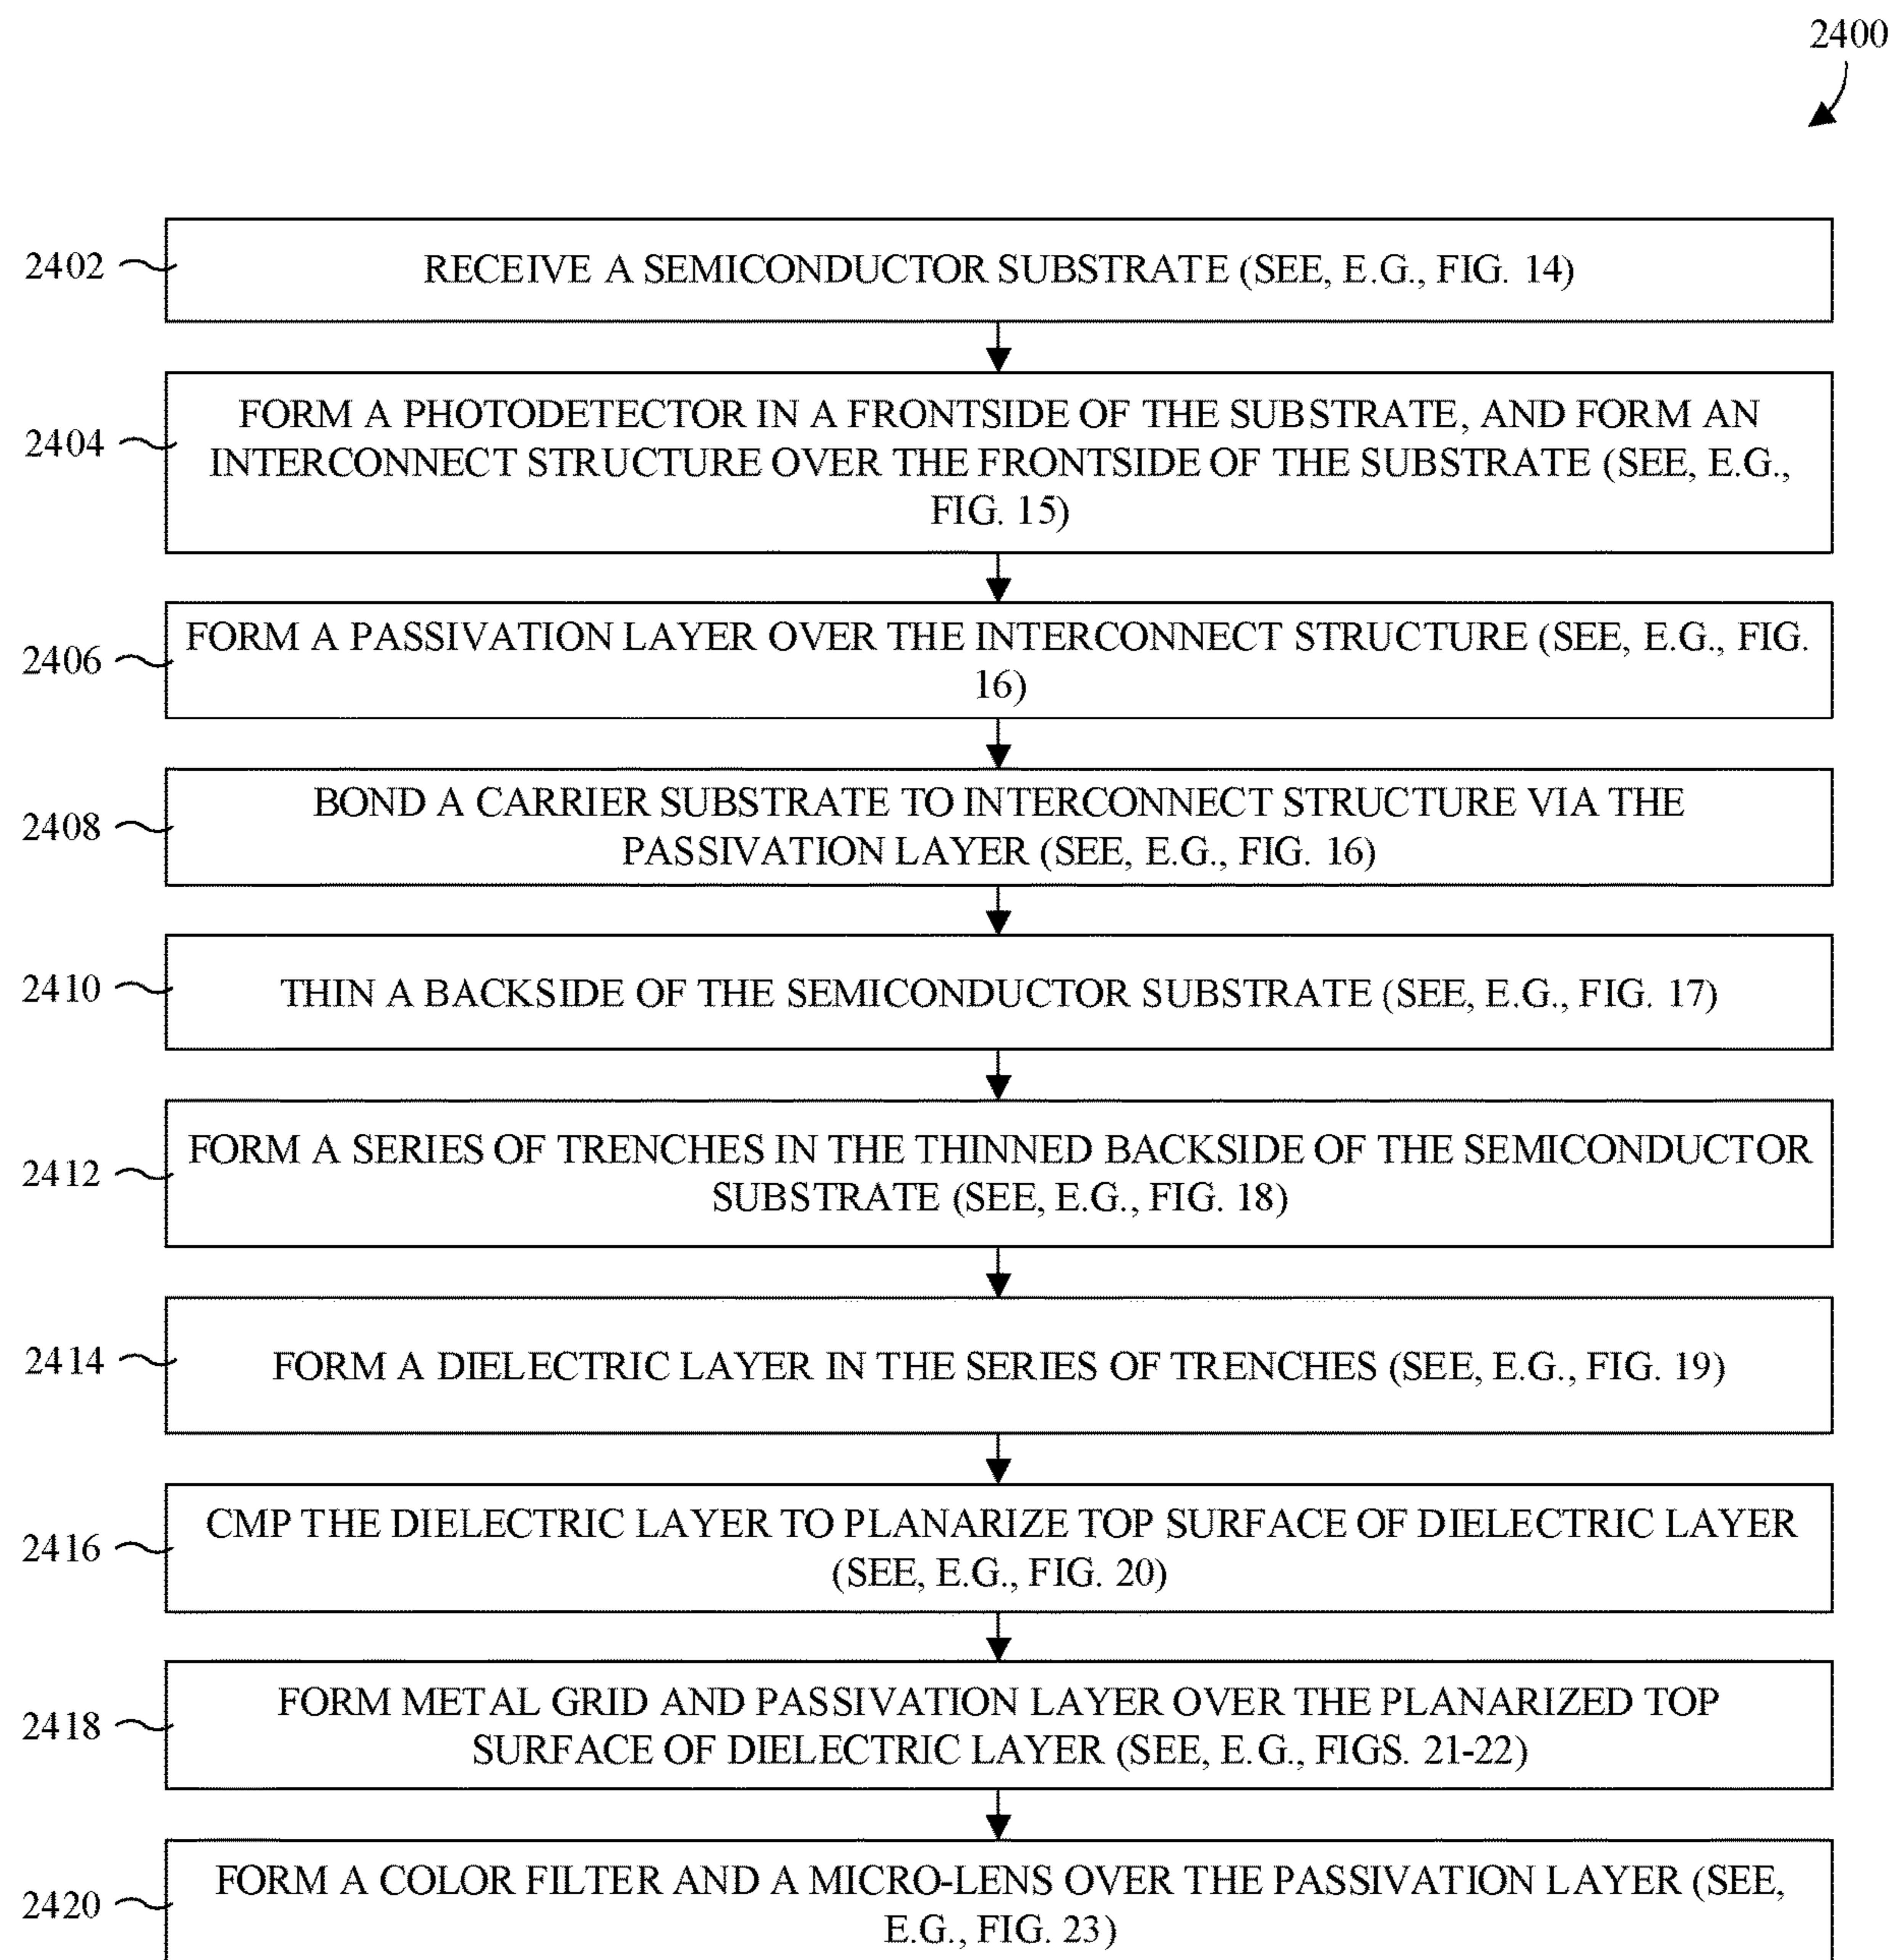 2400
2402
RECEIVE A SEMICONDUCTOR SUBSTRATE (SEE, E.G., FIG. 14)
2404
FORM A PHOTODETECTOR IN A FRONTSIDE OF THE SUBSTRATE, AND FORM AN
INTERCONNECT STRUCTURE OVER THE FRONTSIDE OF THE SUBSTRATE (SEE, E.G.,
FIG. 15)
2406
FORM A PASSIVATION LAYER OVER THE INTERCONNECT STRUCTURE (SEE, E.G., FIG.
16)
2408
BOND A CARRIER SUBSTRATE TO INTERCONNECT STRUCTURE VIA THE
PASSIVATION LAYER (SEE, E.G., FIG. 16)
2410
THIN A BACKSIDE OF THE SEMICONDUCTOR SUBSTRATE (SEE, E.G., FIG. 17)
2412
FORM A SERIES OF TRENCHES IN THE THINNED BACKSIDE OF THE SEMICONDUCTOR
SUBSTRATE (SEE, E.G., FIG. 18)
2414
FORM A DIELECTRIC LAYER IN THE SERIES OF TRENCHES (SEE, E.G., FIG. 19)
2416
CMP THE DIELECTRIC LAYER TO PLANARIZE TOP SURFACE OF DIELECTRIC LAYER
(SEE, E.G., FIG. 20)
2418
FORM METAL GRID AND PASSIVATION LAYER OVER THE PLANARIZED TOP
SURFACE OF DIELECTRIC LAYER (SEE, E.G., FIGS. 21-22)
2420
FORM A COLOR FILTER AND A MICRO-LENS OVER THE PASSIVATION LAYER (SEE,
E.G., FIG. 23)